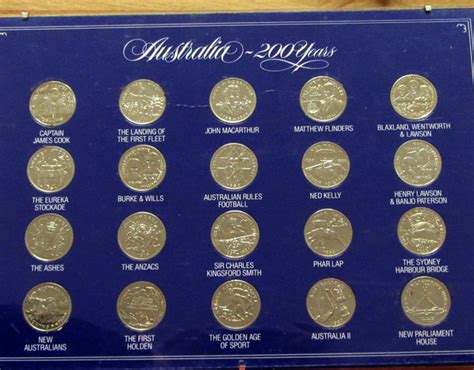 Australia ~ 200 Years
CAPTAIN
JAMES COOK
THE LANDING OF
THE FIRST FLEET
JOHN MACARTHUR
MATTHEW FLINDERS
BLAXLAND, WENTWORTH
& LAWSON
THE EUREKA
STOCKADE
BURKE & WILLS
AUSTRALIAN RULES
FOOTBALL
NED KELLY
HENRY LAWSON
& BANJO PATERSON
THE ASHES
THE ANZACS
SIR CHARLES
KINGSFORD SMITH
PHAR LAP
THE SYDNEY
HARBOUR BRIDGE
NEW
AUSTRALIANS
THE FIRST
HOLDEN
THE GOLDEN AGE
OF SPORT
AUSTRALIA II
NEW PARLIAMENT
HOUSE